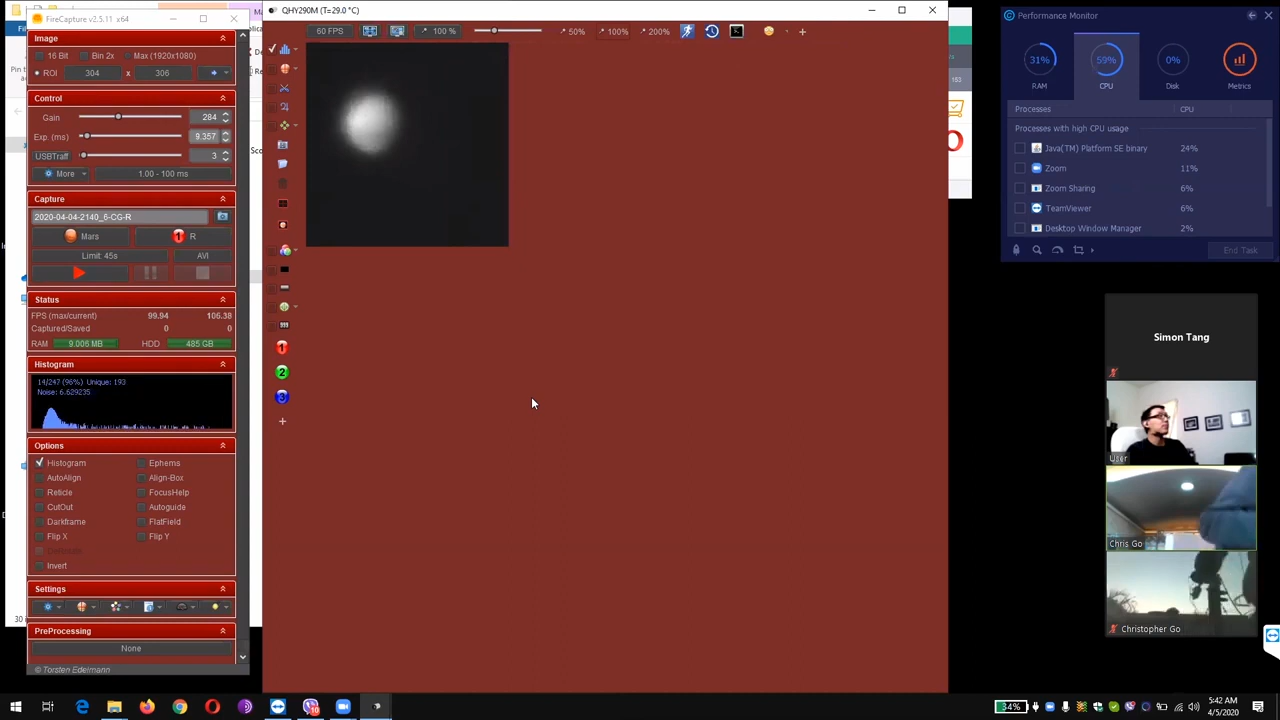 FireCapture v2.5.11 x64
Image
16 Bit Bin 2x Max (1920x1080)
ROI 304 x 306
Control
Gain 284
Exp. (ms) 9.357
USBTraff 3
More 1.00 - 100 ms
Capture
2020-04-04-2140_6-CG-R
Mars 1 R
Limit: 45s AVI
Status
FPS (max/current) 99.94 106.38
Captured/Saved 0 0
RAM 9.006 MB HDD 485 GB
Histogram
14/247 (96%) Unique: 193
Noise: 6.629235
Options
Histogram Ephems
AutoAlign Align-Box
Reticle FocusHelp
CutOut Autoguide
Darkframe FlatField
Flip X Flip Y
Invert
Settings
PreProcessing
None
© Torsten Edelmann
QHY290M (T=29.0 °C)
60 FPS 100 % 50% 100% 200%
1
2
3
153
Performance Monitor
31% 59% 0%
RAM CPU Disk Metrics
Processes CPU
Processes with high CPU usage
Java(TM) Platform SE binary 24%
Zoom 11%
Zoom Sharing 6%
TeamViewer 6%
Desktop Window Manager 2%
End Task
Simon Tang
User
Chris Go
Christopher Go
10
34%
5:42 AM
4/5/2020